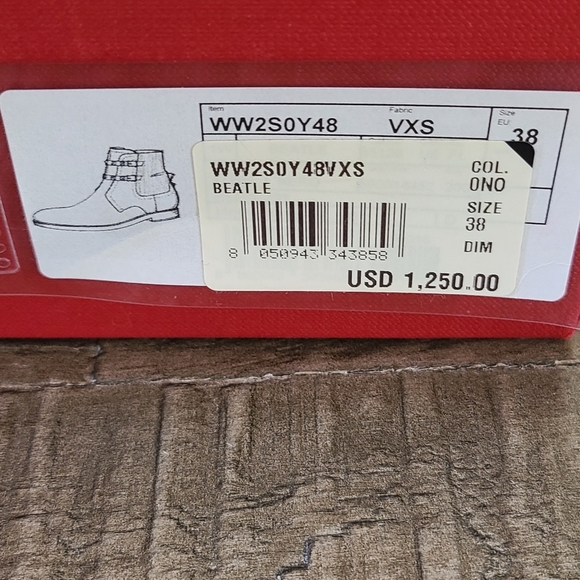 Item Fabric Size
EU
WW2S0Y48 VXS 38
WW2S0Y48VXS COL.
BEATLE 0NO
SIZE
38
DIM
8 050943 343858
USD 1,250.00